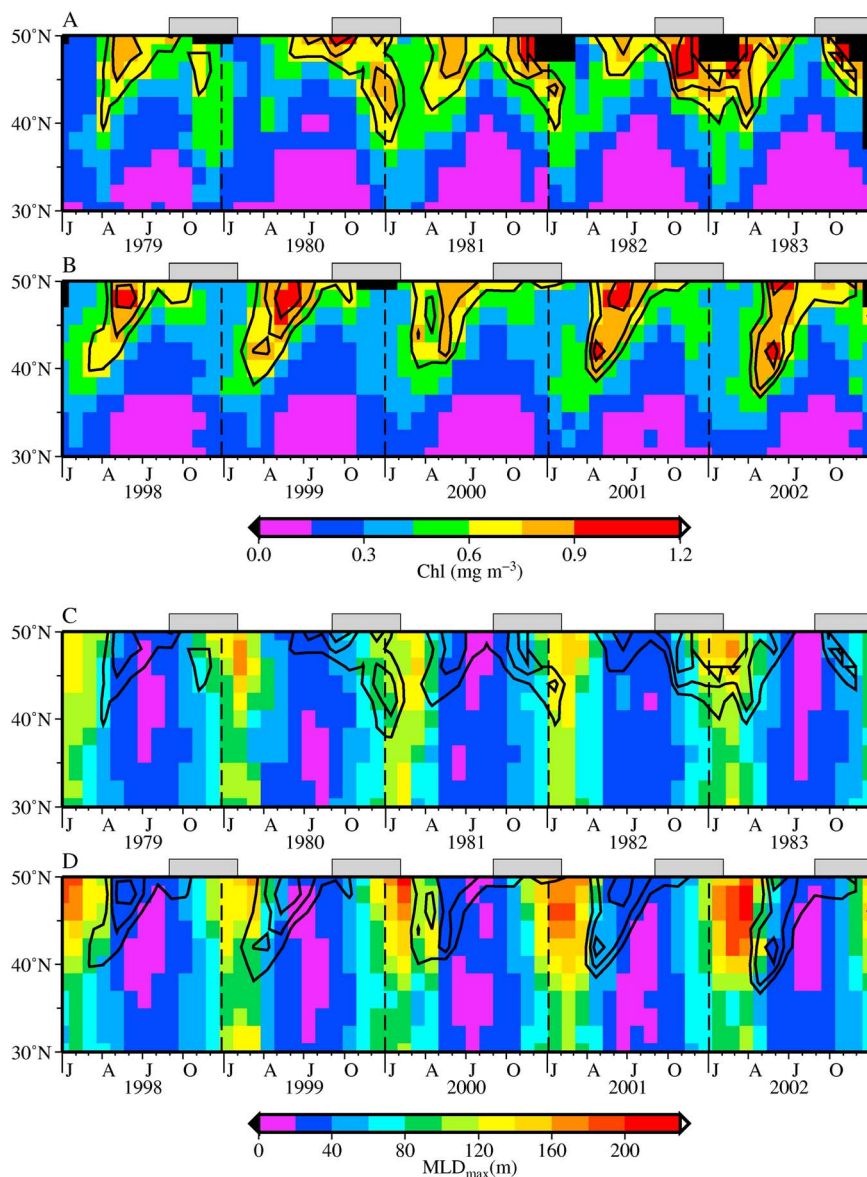 A
50°N
40°N
30°N
J A J O J A J O J A J O J A J O J A J O
1979 1980 1981 1982 1983
B
50°N
40°N
30°N
J A J O J A J O J A J O J A J O J A J O
1998 1999 2000 2001 2002
0.0 0.3 0.6 0.9 1.2
Chl (mg m⁻³)
C
50°N
40°N
30°N
J A J O J A J O J A J O J A J O J A J O
1979 1980 1981 1982 1983
D
50°N
40°N
30°N
J A J O J A J O J A J O J A J O J A J O
1998 1999 2000 2001 2002
0 40 80 120 160 200
MLDmax(m)